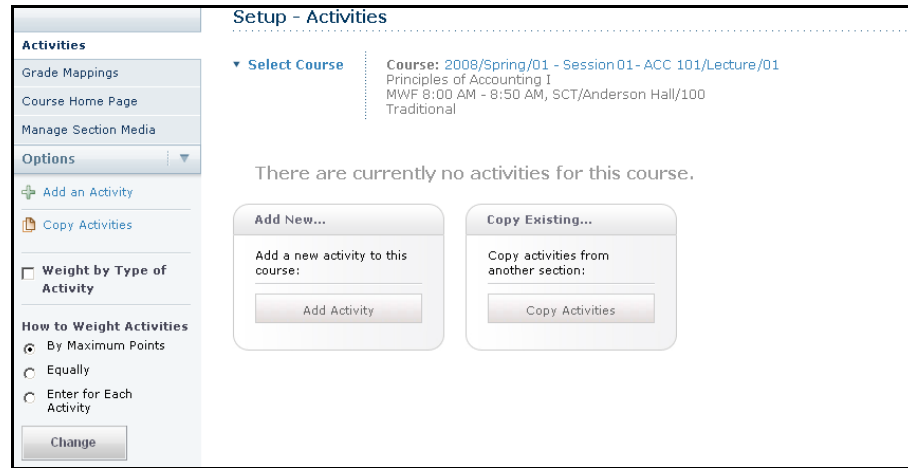 Setup - Activities
Activities
Grade Mappings
Course Home Page
Manage Section Media
Options
Add an Activity
Copy Activities
Weight by Type of
Activity
How to Weight Activities
By Maximum Points
Equally
Enter for Each
Activity
Change
Select Course
Course: 2008/Spring/01 - Session 01- ACC 101/Lecture/01
Principles of Accounting I
MWF 8:00 AM - 8:50 AM, SCT/Anderson Hall/100
Traditional
There are currently no activities for this course.
Add New...
Add a new activity to this
course:
Add Activity
Copy Existing...
Copy activities from
another section:
Copy Activities